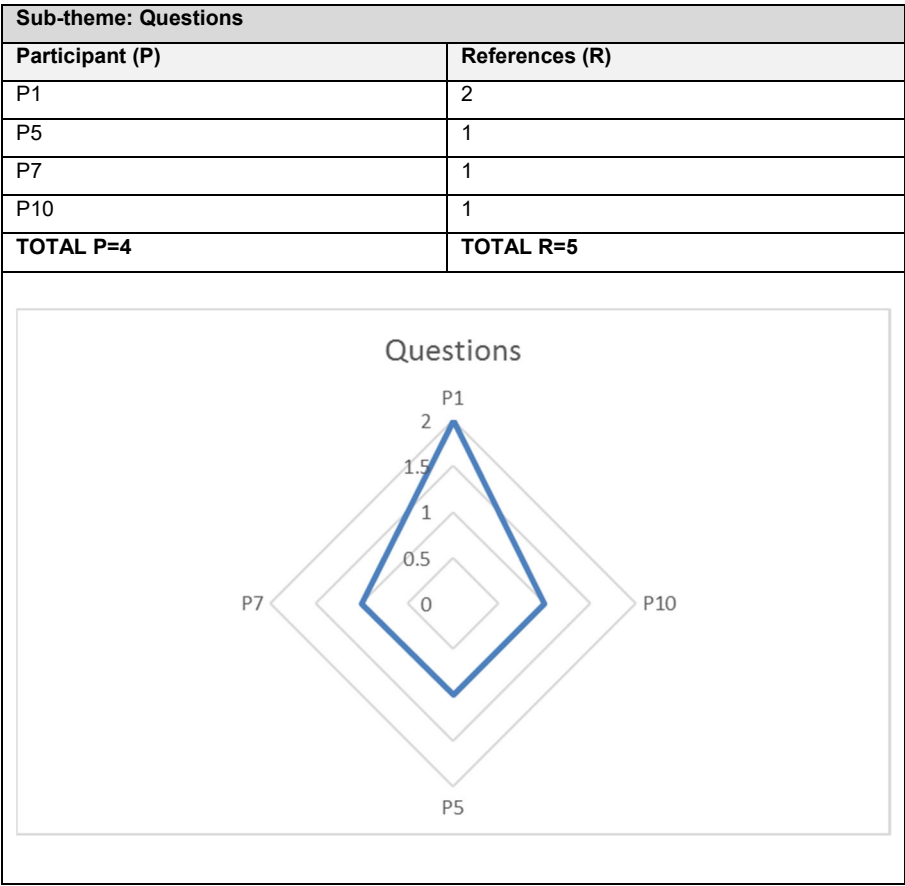 Sub-theme: Questions
Participant (P) References (R)
P1 2
P5 1
P7 1
P10 1
TOTAL P=4 TOTAL R=5
Questions
P1
2
1.5
1
0.5
P7 0 P10
P5